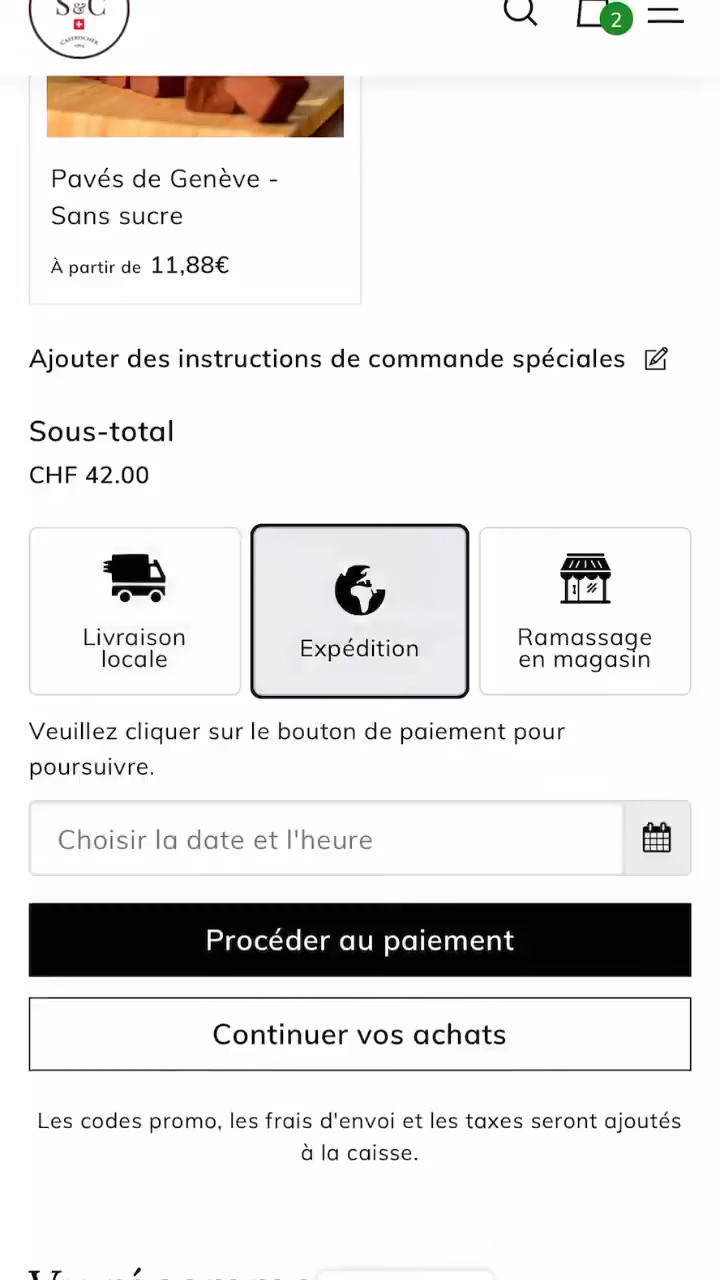 S&C
2
Pavés de Genève -
Sans sucre
À partir de 11,88€
Ajouter des instructions de commande spéciales
Sous-total
CHF 42.00
Livraison
locale
Expédition
Ramassage
en magasin
Veuillez cliquer sur le bouton de paiement pour
poursuivre.
Choisir la date et l'heure
Procéder au paiement
Continuer vos achats
Les codes promo, les frais d'envoi et les taxes seront ajoutés
à la caisse.